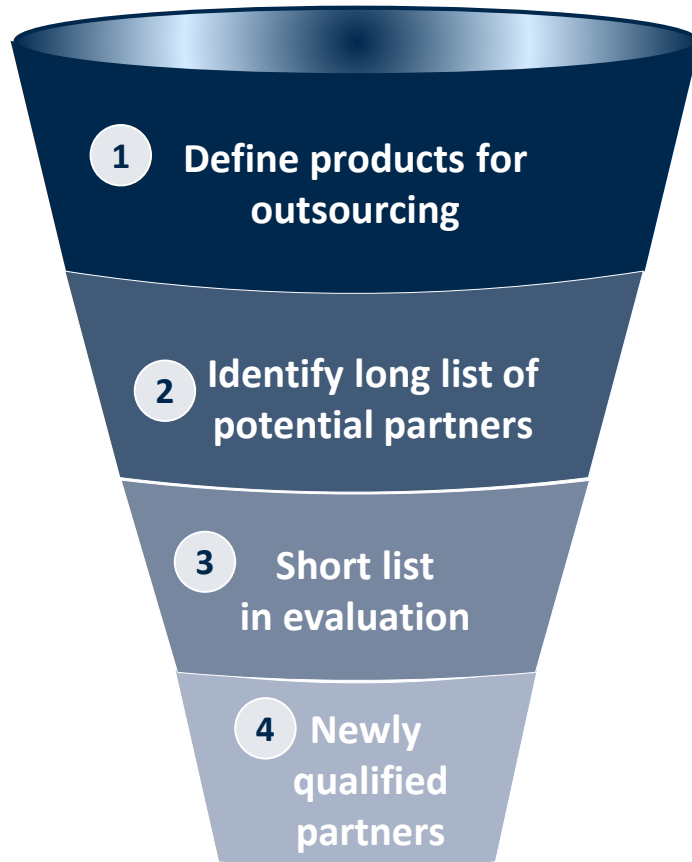 1 Define products for
outsourcing
2 Identify long list of
potential partners
3 Short list
in evaluation
4 Newly
qualified
partners